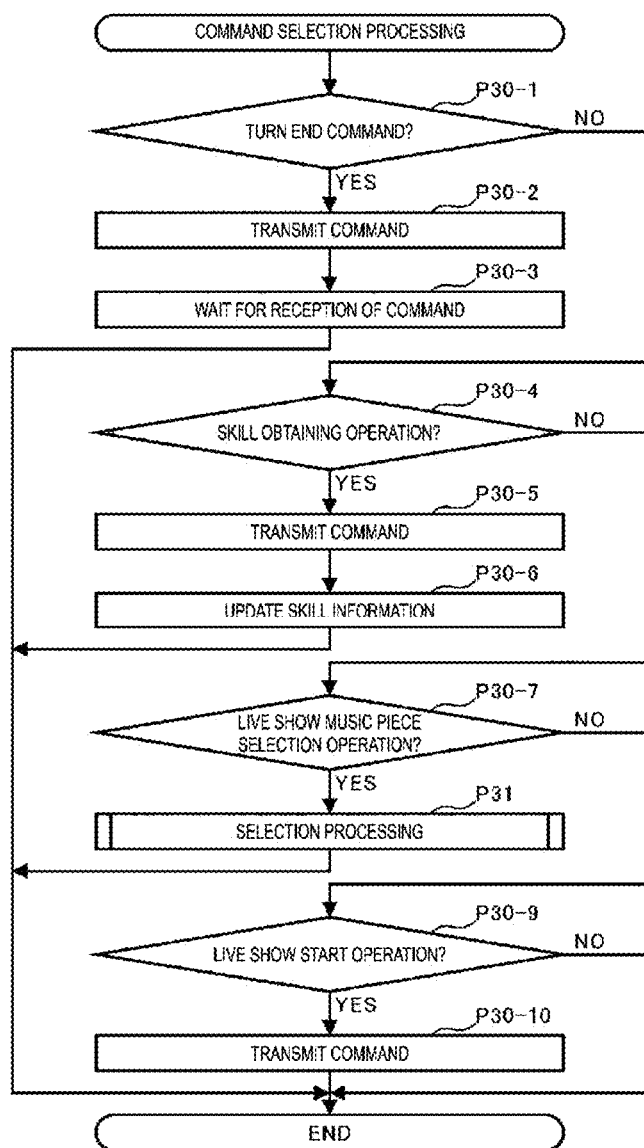 COMMAND SELECTION PROCESSING
P30-1
TURN END COMMAND?
NO
YES
P30-2
TRANSMIT COMMAND
P30-3
WAIT FOR RECEPTION OF COMMAND
P30-4
SKILL OBTAINING OPERATION?
NO
YES
P30-5
TRANSMIT COMMAND
P30-6
UPDATE SKILL INFORMATION
P30-7
LIVE SHOW MUSIC PIECE
SELECTION OPERATION?
NO
YES
P31
SELECTION PROCESSING
P30-9
LIVE SHOW START OPERATION?
NO
YES
P30-10
TRANSMIT COMMAND
END